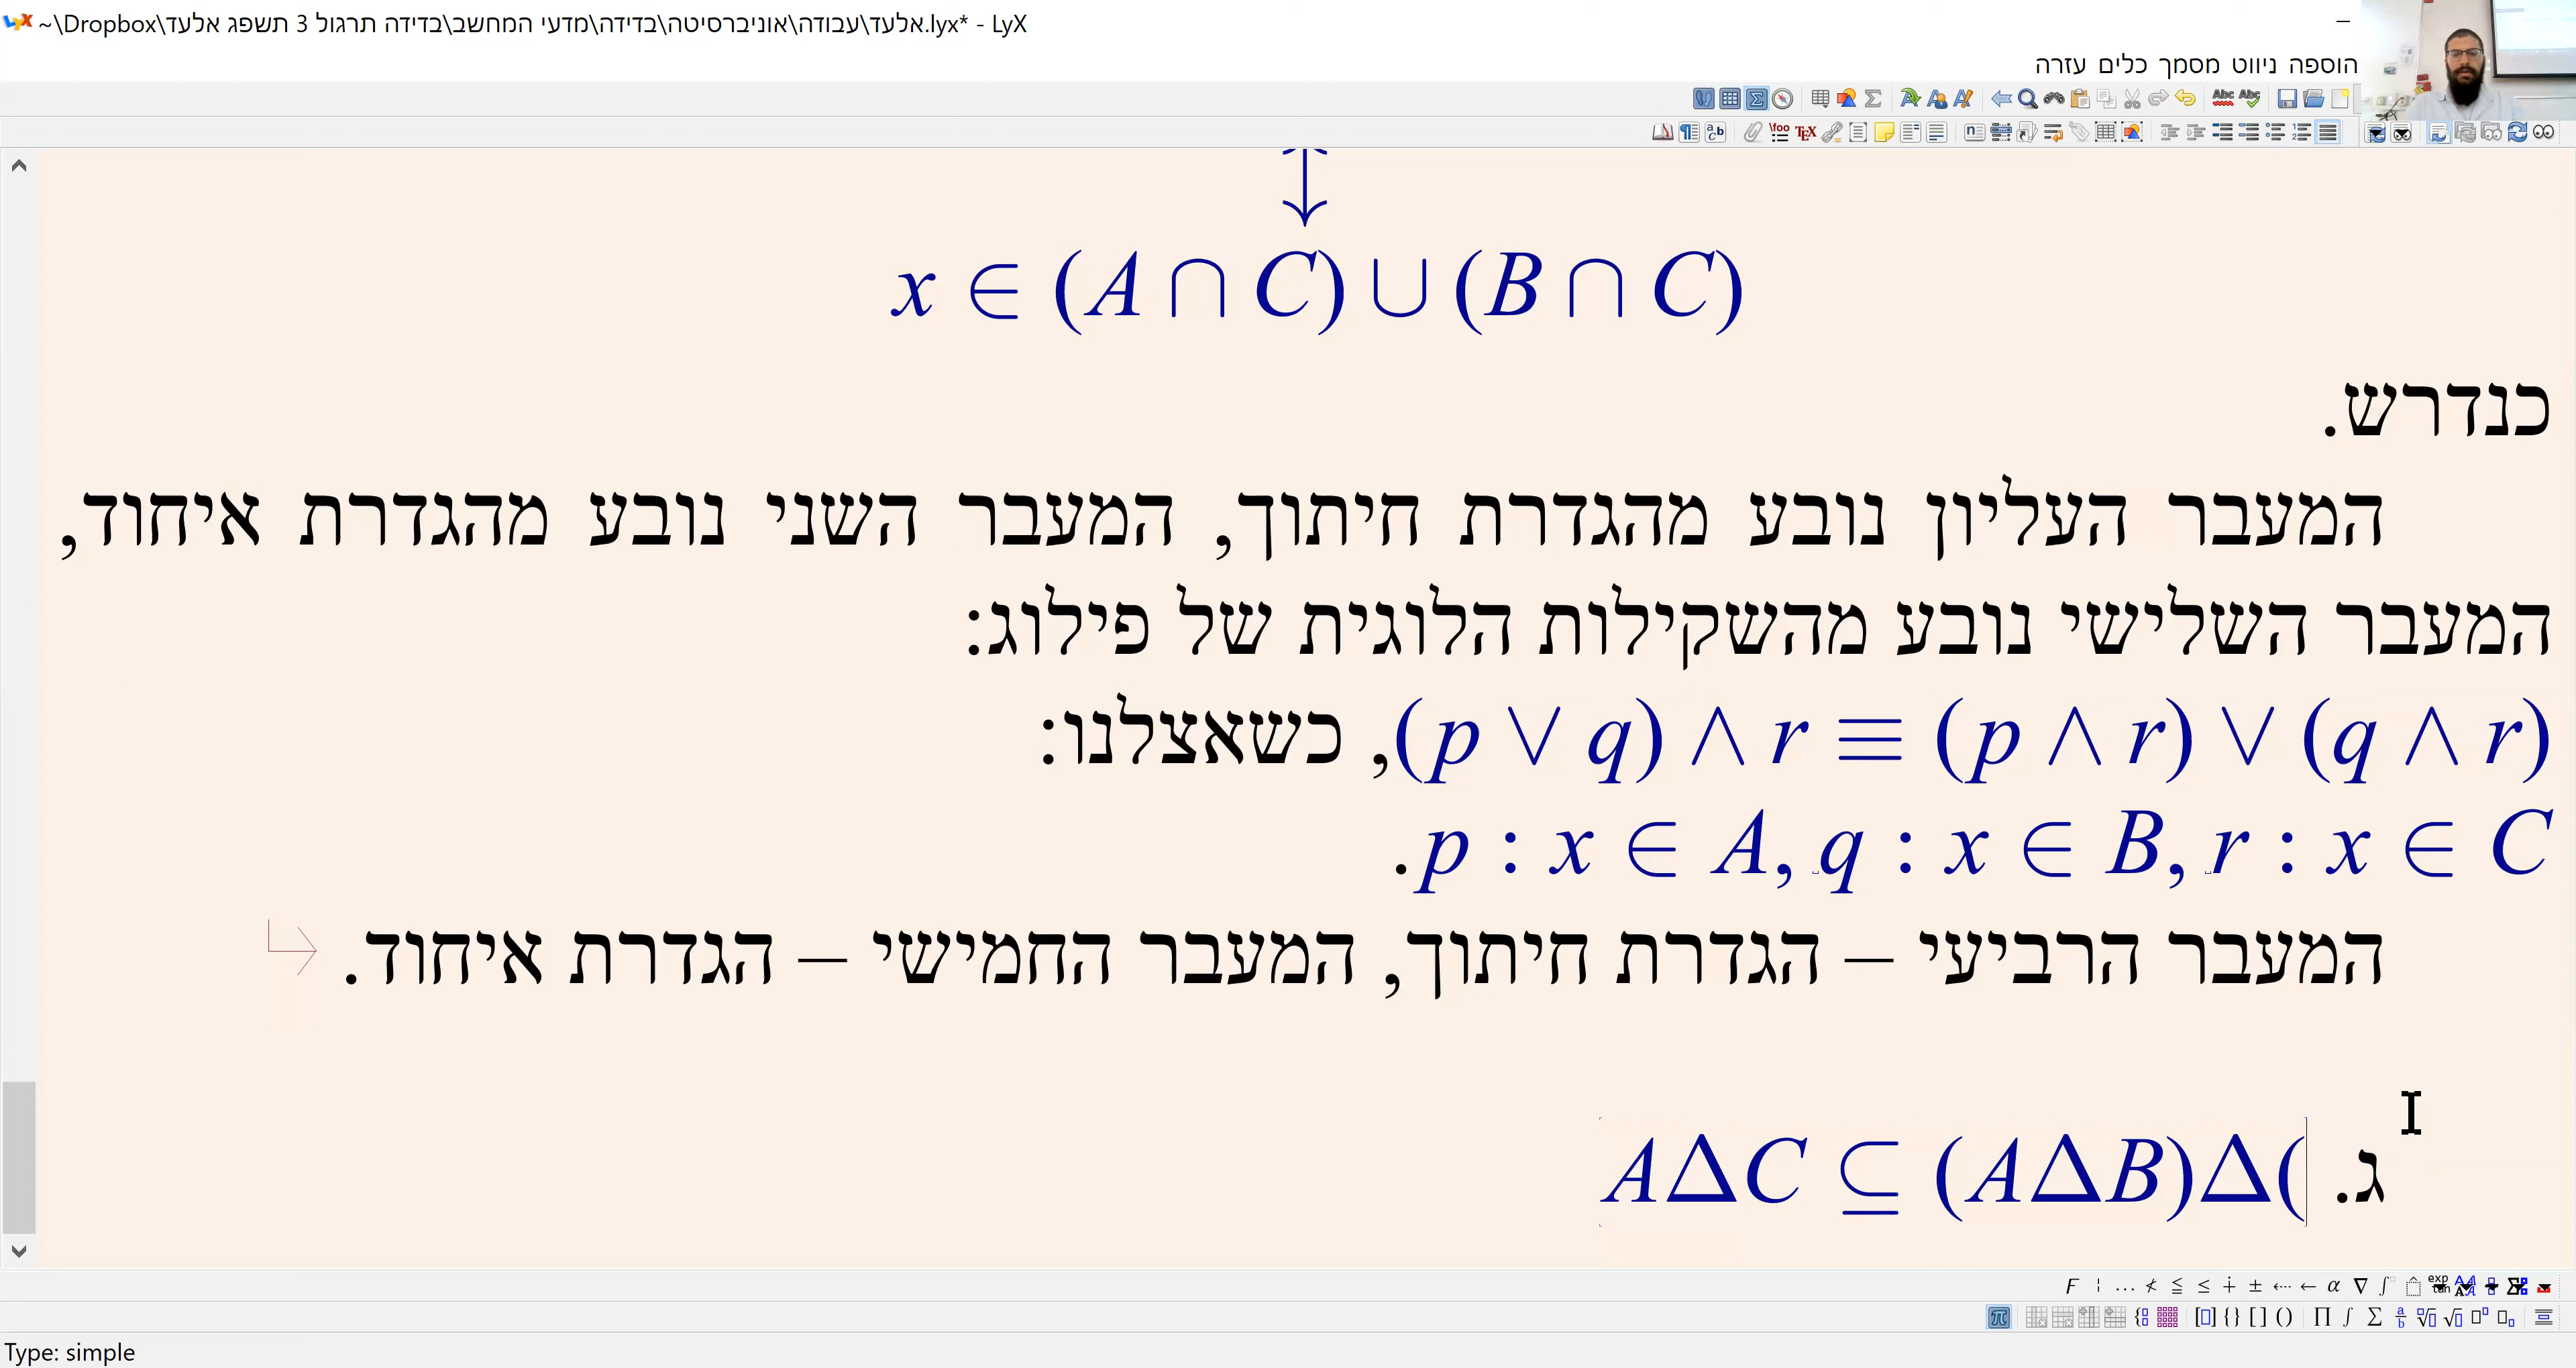 ~\Dropbox\אלעד\עבודה\אוניברסיטה\בדידה\מדעי המחשב\בדידה תרגול 3 תשפג אלעד.lyx* - LyX
הוספה ניווט מסמך כלים עזרה
x ∈ (A ∩ C) ∪ (B ∩ C)
כנדרש.
המעבר העליון נובע מהגדרת חיתוך, המעבר השני נובע מהגדרת איחוד,
המעבר השלישי נובע מהשקילות הלוגית של פילוג:
(p ∨ q) ∧ r ≡ (p ∧ r) ∨ (q ∧ r), כשאצלנו:
p : x ∈ A, q : x ∈ B, r : x ∈ C.
המעבר הרביעי – הגדרת חיתוך, המעבר החמישי – הגדרת איחוד.
ג. A∆C ⊆ (A∆B)∆(
Type: simple